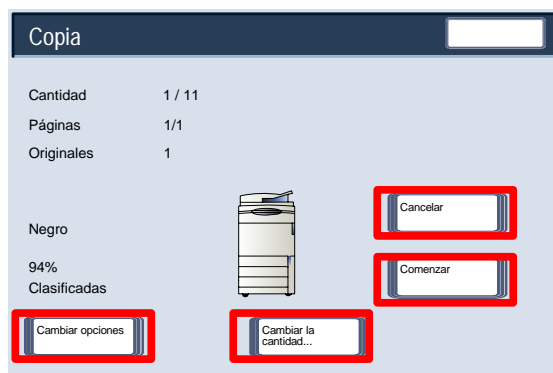 Copia
Cantidad 1 / 11
Páginas 1/1
Originales 1
Negro
94%
Clasificadas
Cancelar
Comenzar
Cambiar opciones
Cambiar la
cantidad...